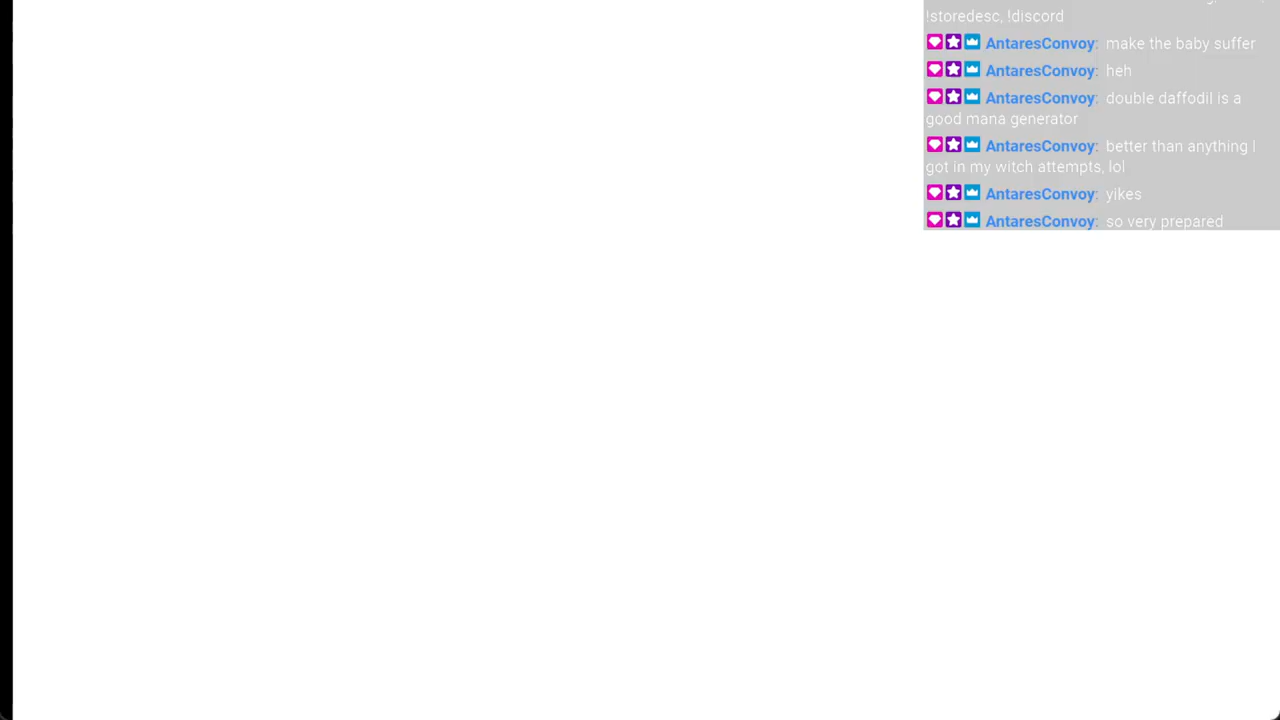 !storedesc, !discord
AntaresConvoy: make the baby suffer
AntaresConvoy: heh
AntaresConvoy: double daffodil is a
good mana generator
AntaresConvoy: better than anything I
got in my witch attempts, lol
AntaresConvoy: yikes
AntaresConvoy: so very prepared